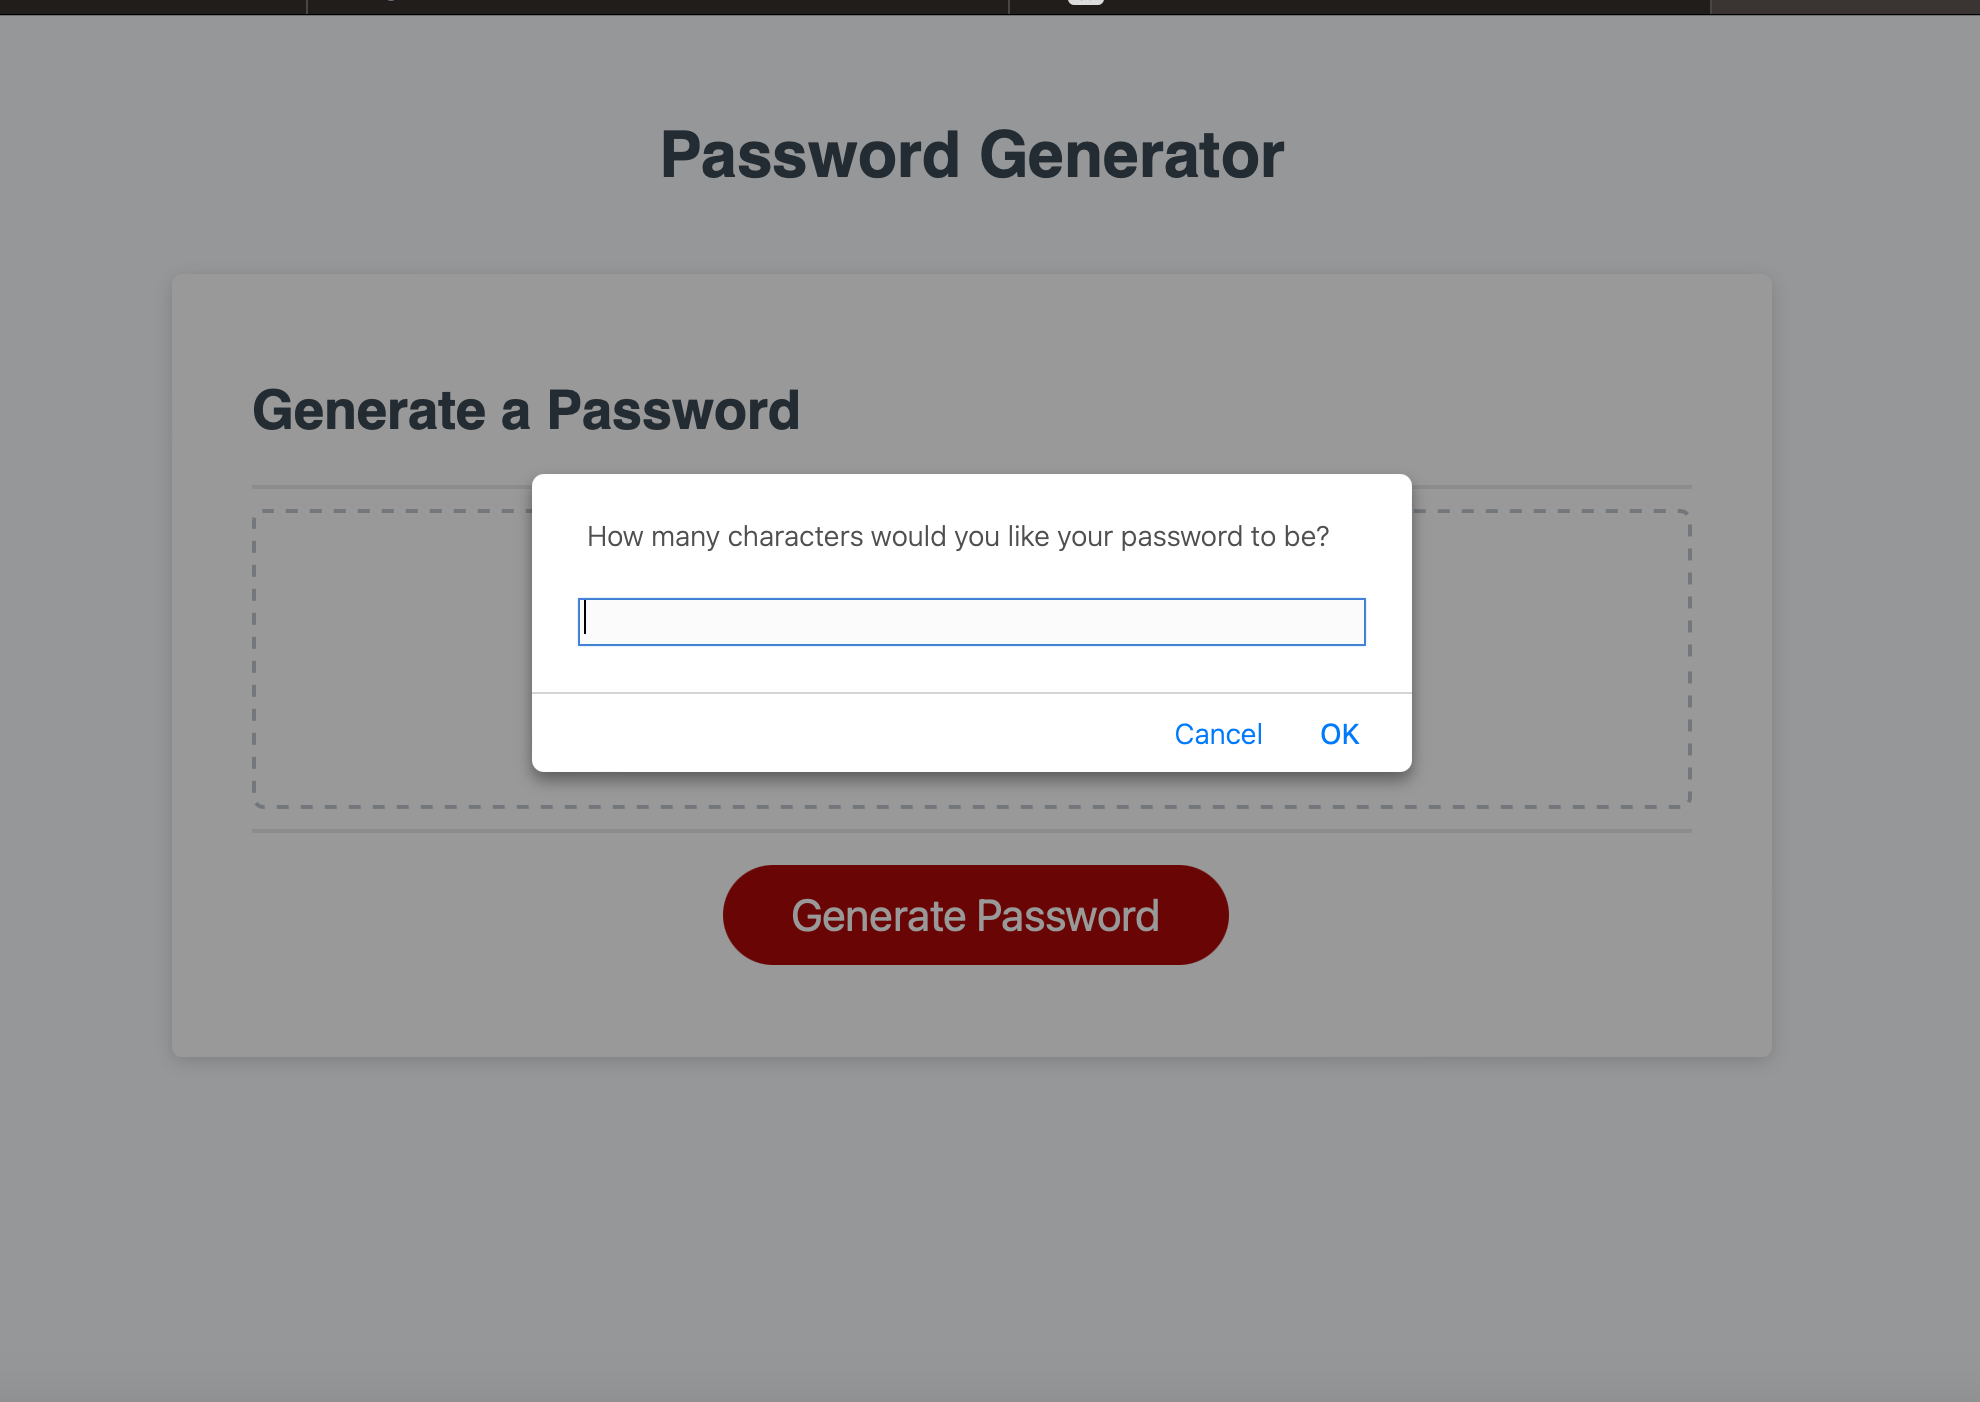 Password Generator
Generate a Password
How many characters would you like your password to be?
Cancel OK
Generate Password